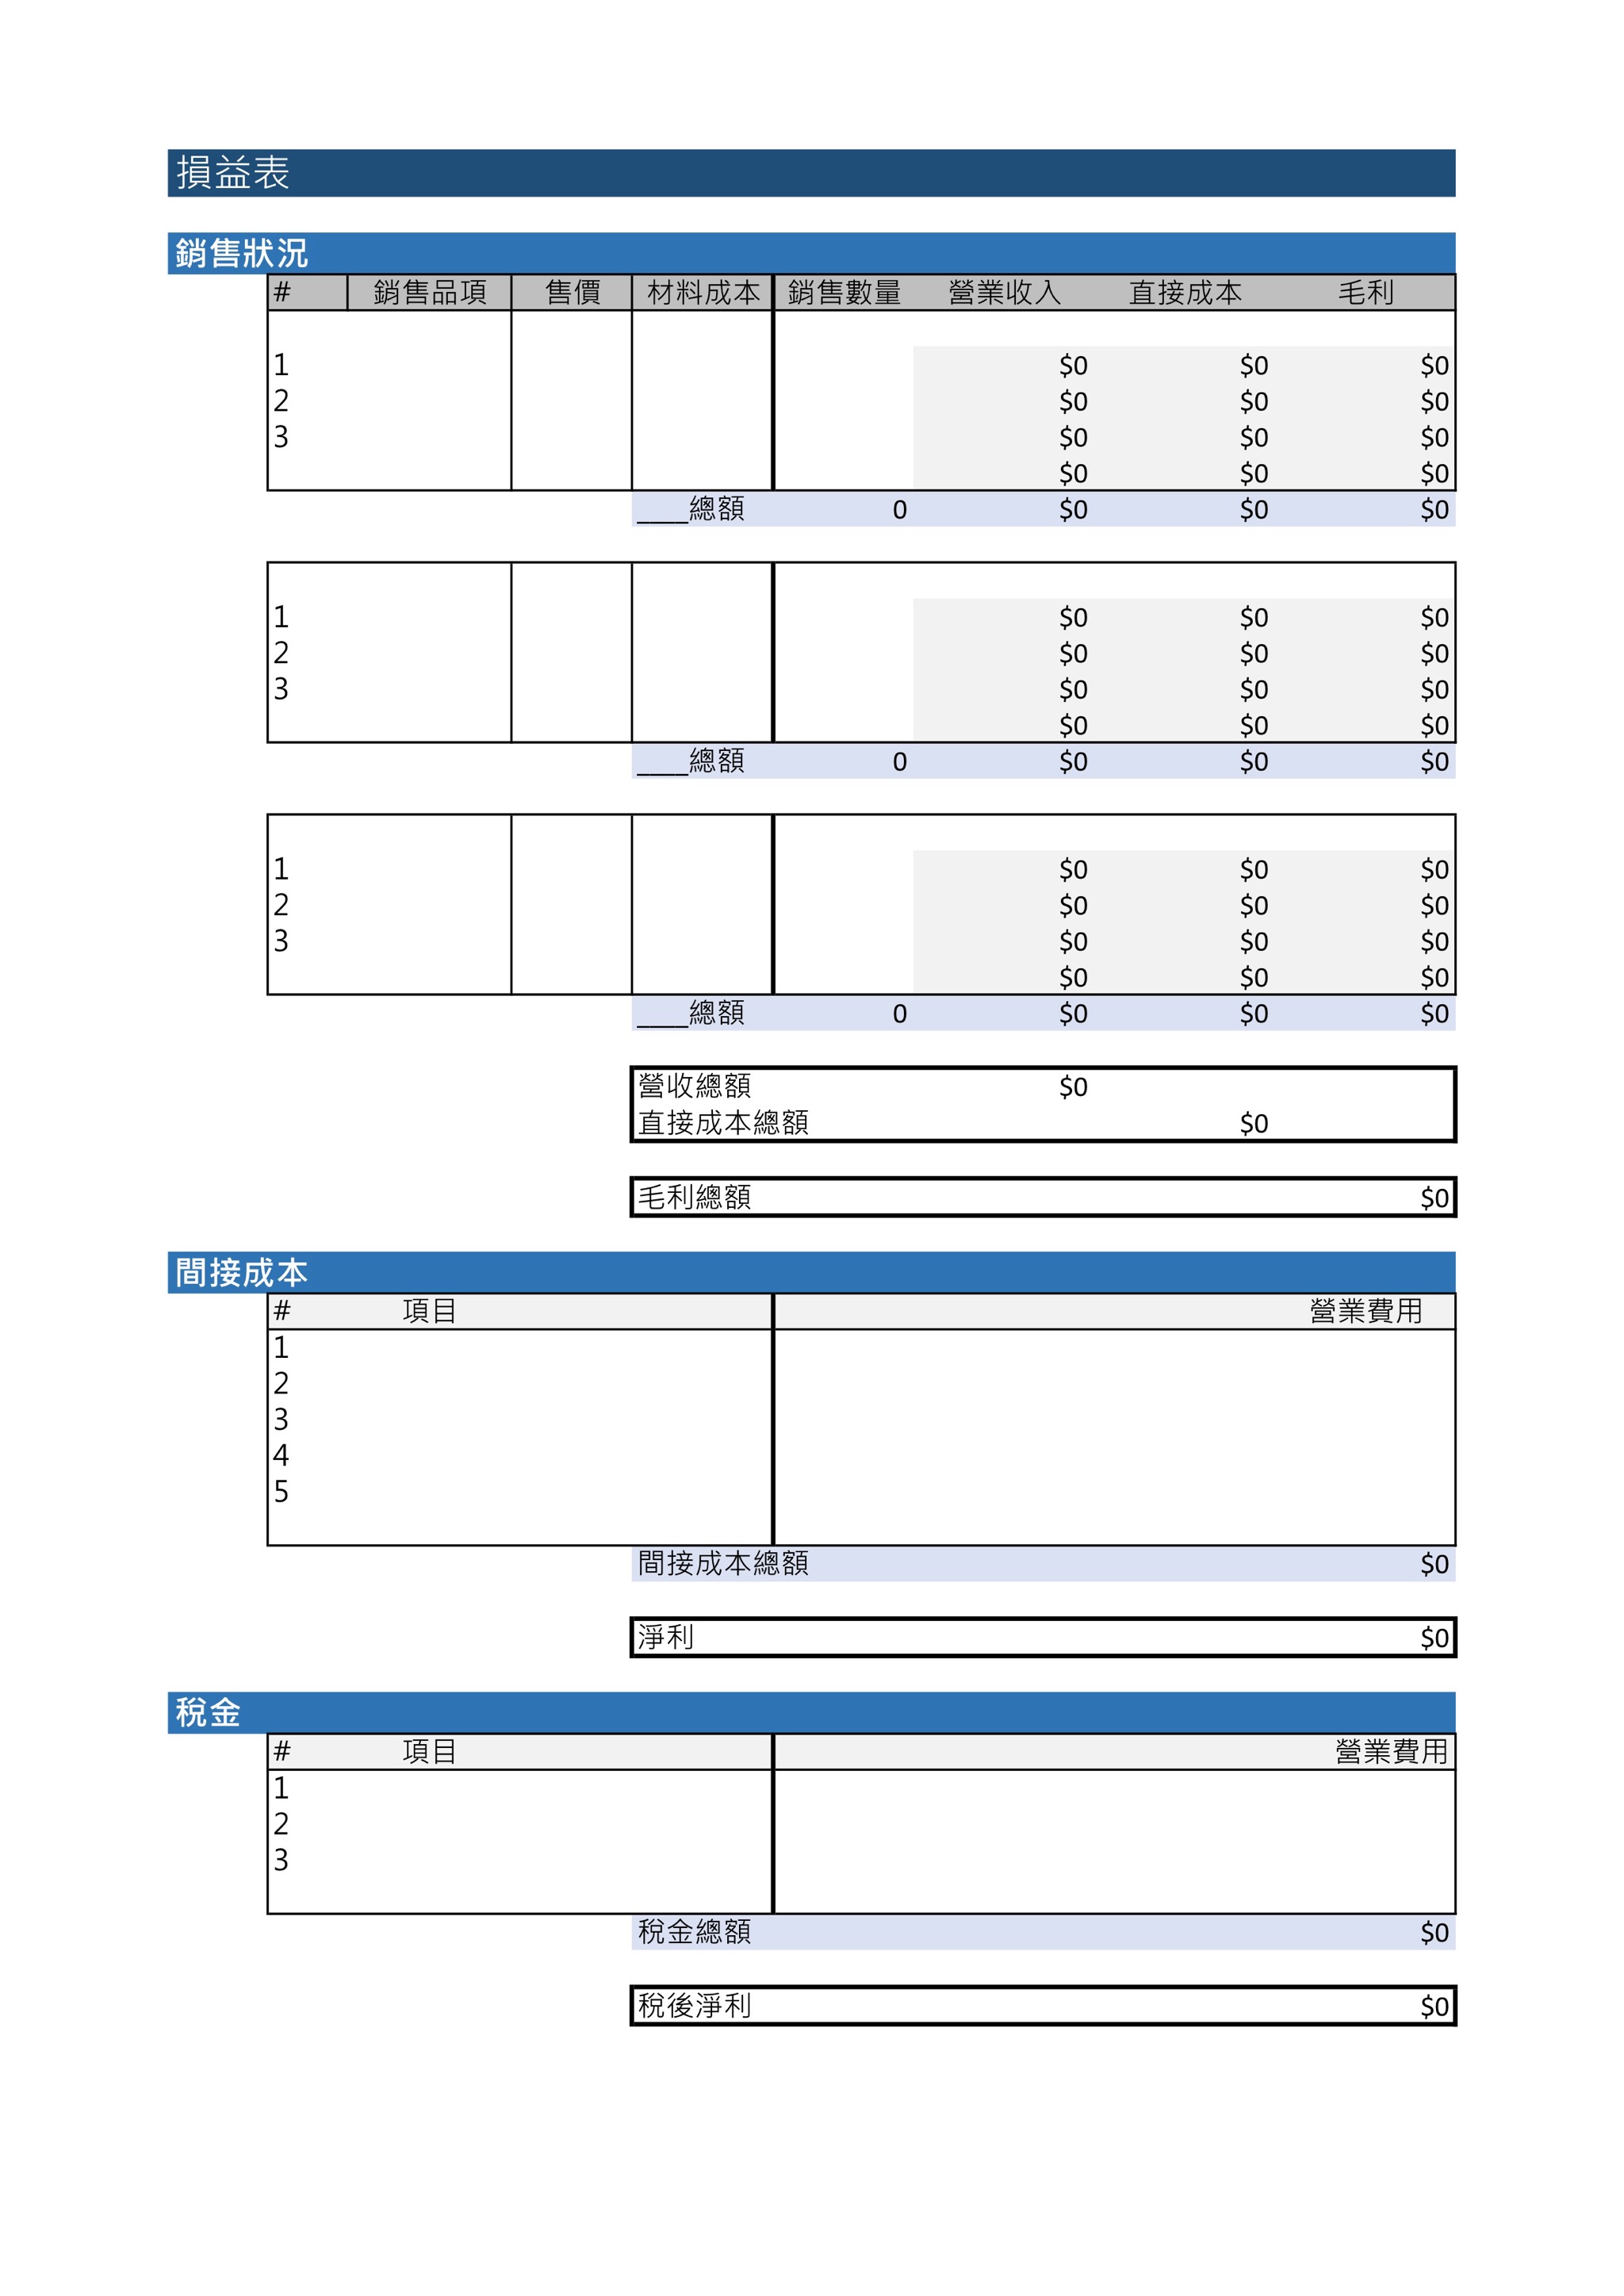 損益表
銷售狀況
# 銷售品項 售價 材料成本 銷售數量 營業收入 直接成本 毛利
1 $0 $0 $0
2 $0 $0 $0
3 $0 $0 $0
$0 $0 $0
____總額 0 $0 $0 $0
1 $0 $0 $0
2 $0 $0 $0
3 $0 $0 $0
$0 $0 $0
____總額 0 $0 $0 $0
1 $0 $0 $0
2 $0 $0 $0
3 $0 $0 $0
$0 $0 $0
____總額 0 $0 $0 $0
營收總額 $0
直接成本總額 $0
毛利總額 $0
間接成本
# 項目 營業費用
1
2
3
4
5
間接成本總額 $0
淨利 $0
稅金
# 項目 營業費用
1
2
3
稅金總額 $0
稅後淨利 $0